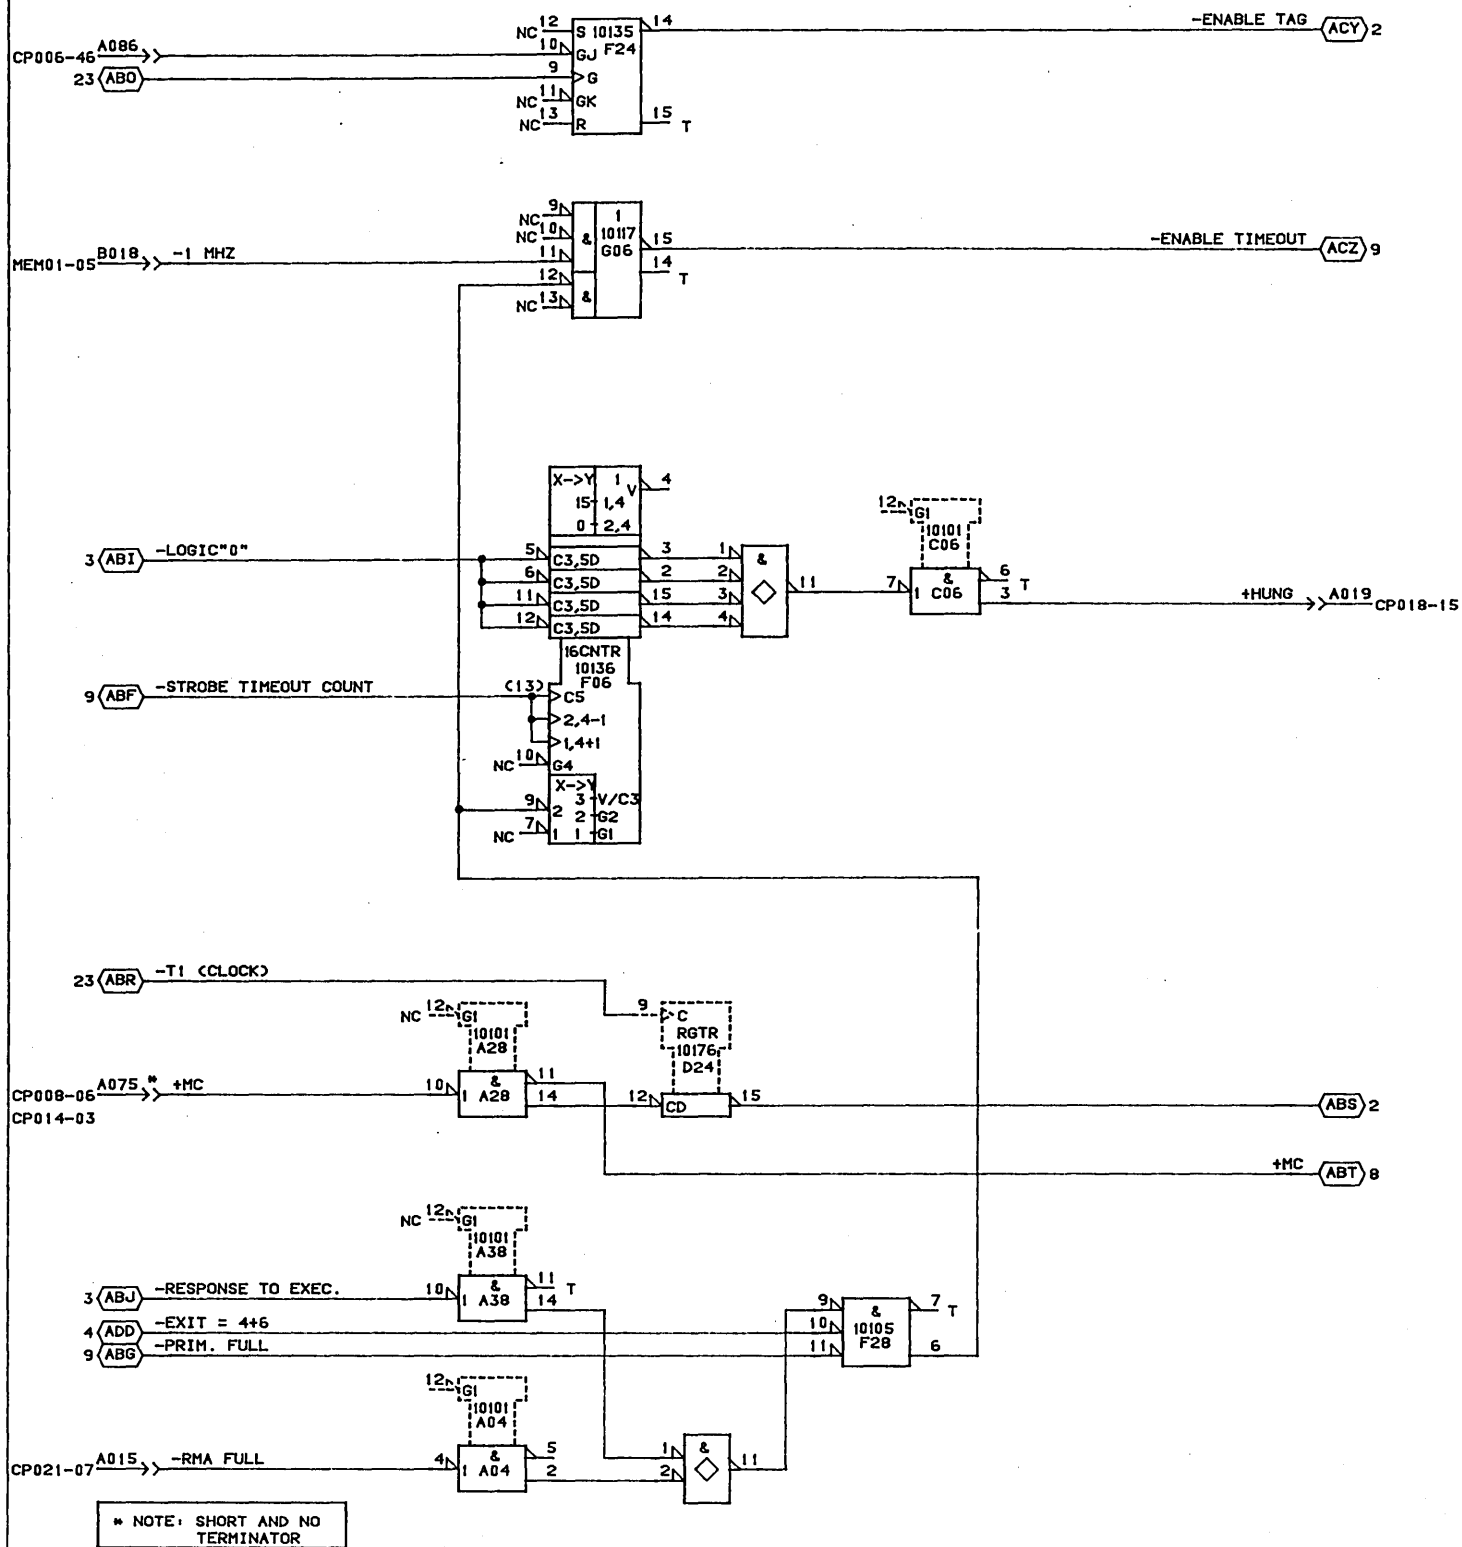 NC 12 S 10135 14 -ENABLE TAG ACY 2
CP006-46 A086 10 GJ F24
23 ABO 9 G
NC 11 GK
NC 13 R 15 T
NC 9 1
NC 10 & 10117 15 -ENABLE TIMEOUT ACZ 9
MEM01-05 B018 -1 MHZ 11 G06 14 T
12
NC 13 &
X->Y 1 V 4
15 1,4
0 2,4
12 G1
10101
C06
3 ABI -LOGIC"0" 5 C3,5D 3 1 &
6 C3,5D 2 2 11 7 1 & C06 6 T
11 C3,5D 15 3 3 +HUNG A019 CP018-15
12 C3,5D 14 4
16CNTR
10136
F06
9 ABF -STROBE TIMEOUT COUNT (13) C5
2,4-1
1,4+1
NC 10 G4
X->Y
3 V/C3
9 2 2 G2
NC 7 1 1 G1
23 ABR -T1 (CLOCK)
NC 12 G1 9 C
10101 RGTR
A28 10176
D24
CP008-06 A075 * +MC 10 1 & A28 11
CP014-03 14 12 CD 15 ABS 2
+MC ABT 8
NC 12 G1
10101
A38
3 ABJ -RESPONSE TO EXEC. 10 1 & A38 11 T
14 9 & 7 T
4 ADD -EXIT = 4+6 10 10105
9 ABG -PRIM. FULL 11 F28 6
12 G1
10101
A04
CP021-07 A015 -RMA FULL 4 1 & A04 5 1 & 11
2 2
* NOTE: SHORT AND NO
TERMINATOR